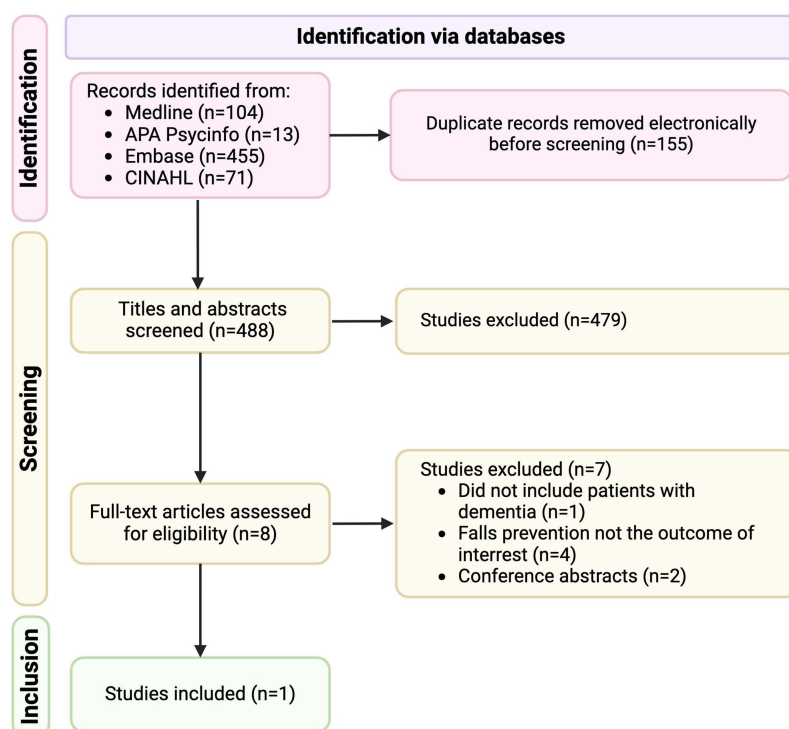 Identification via databases
Identification
Records identified from:
• Medline (n=104)
• APA Psycinfo (n=13)
• Embase (n=455)
• CINAHL (n=71)
Duplicate records removed electronically
before screening (n=155)
Screening
Titles and abstracts
screened (n=488)
Studies excluded (n=479)
Full-text articles assessed
for eligibility (n=8)
Studies excluded (n=7)
• Did not include patients with
dementia (n=1)
• Falls prevention not the outcome of
interrest (n=4)
• Conference abstracts (n=2)
Inclusion
Studies included (n=1)